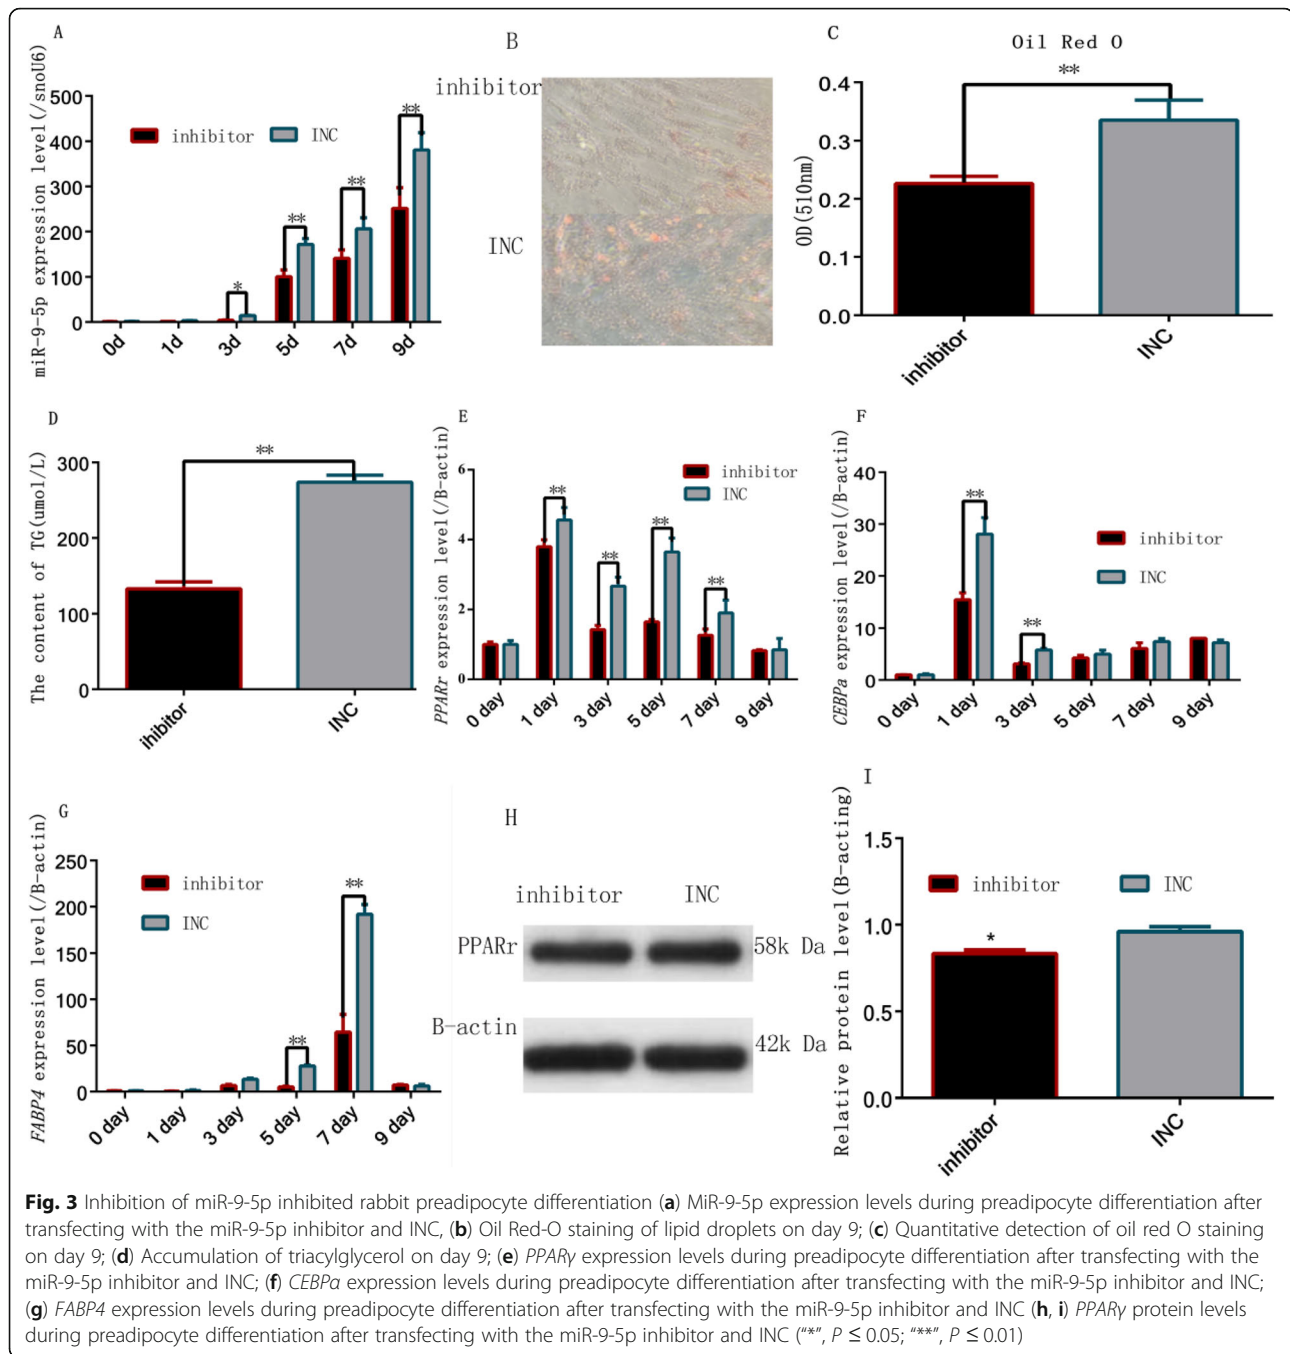 A
miR-9-5p expression level(/snoU6)
500
400
300
200
100
0
inhibitor
INC
*
**
**
**
0d
1d
3d
5d
7d
9d
B
inhibitor
INC
C
Oil Red O
**
OD(510nm)
0.4
0.3
0.2
0.1
0.0
inhibitor
INC
D
The content of TG(umol/L)
300
200
100
0
**
ihibitor
INC
E
PPARr expression level(/B-actin)
6
4
2
0
inhibitor
INC
**
**
**
**
0 day
1 day
3 day
5 day
7 day
9 day
F
CEBPa expression level(/B-actin)
40
30
20
10
0
inhibitor
INC
**
**
0 day
1 day
3 day
5 day
7 day
9 day
G
FABP4 expression level(/B-actin)
250
200
150
100
50
0
inhibitor
INC
**
**
0 day
1 day
3 day
5 day
7 day
9 day
H
inhibitor INC
PPARr 58k Da
B-actin 42k Da
I
Relative protein level(B-acting)
1.5
1.0
0.5
0.0
inhibitor
INC
*
inhibitor
INC
Fig. 3 Inhibition of miR-9-5p inhibited rabbit preadipocyte differentiation (a) MiR-9-5p expression levels during preadipocyte differentiation after
transfecting with the miR-9-5p inhibitor and INC, (b) Oil Red-O staining of lipid droplets on day 9; (c) Quantitative detection of oil red O staining
on day 9; (d) Accumulation of triacylglycerol on day 9; (e) PPARγ expression levels during preadipocyte differentiation after transfecting with the
miR-9-5p inhibitor and INC; (f) CEBPα expression levels during preadipocyte differentiation after transfecting with the miR-9-5p inhibitor and INC;
(g) FABP4 expression levels during preadipocyte differentiation after transfecting with the miR-9-5p inhibitor and INC (h, i) PPARγ protein levels
during preadipocyte differentiation after transfecting with the miR-9-5p inhibitor and INC (“*”, P ≤ 0.05; “**”, P ≤ 0.01)